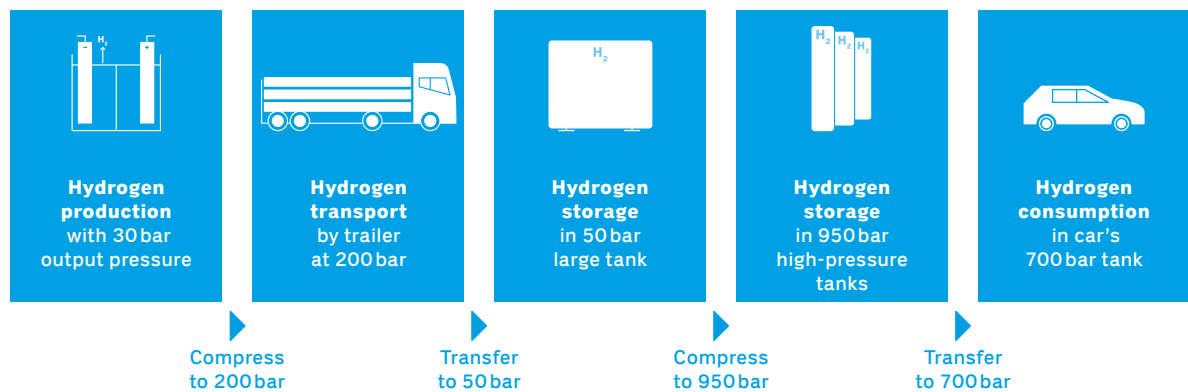 - H₂ +
H₂
H₂ H₂ H₂
Hydrogen
production
with 30 bar
output pressure
Hydrogen
transport
by trailer
at 200 bar
Hydrogen
storage
in 50 bar
large tank
Hydrogen
storage
in 950 bar
high-pressure
tanks
Hydrogen
consumption
in car's
700 bar tank
Compress
to 200 bar
Transfer
to 50 bar
Compress
to 950 bar
Transfer
to 700 bar